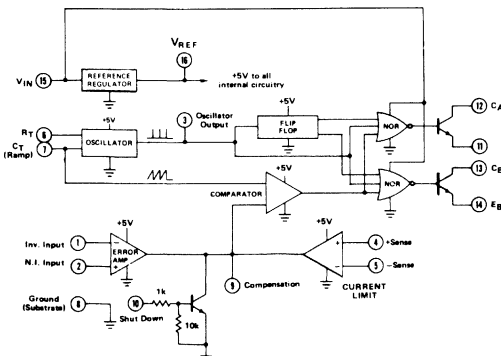 VREF
16
VIN
15
REFERENCE
REGULATOR
+5V to all
internal circuitry
+5V
3
Oscillator
Output
+5V
FLIP
FLOP
NOR
12
CA
11
RT
6
CT
7
(Ramp)
OSCILLATOR
13
NOR
14
EB
COMPARATOR
+5V
+5V
+5V
Inv. Input
1
−
ERROR
AMP
N.I. Input
2
+
+
4
+Sense
−
5
−Sense
9
Compensation
CURRENT
LIMIT
Ground
(Substrate)
8
10
1k
Shut Down
10k